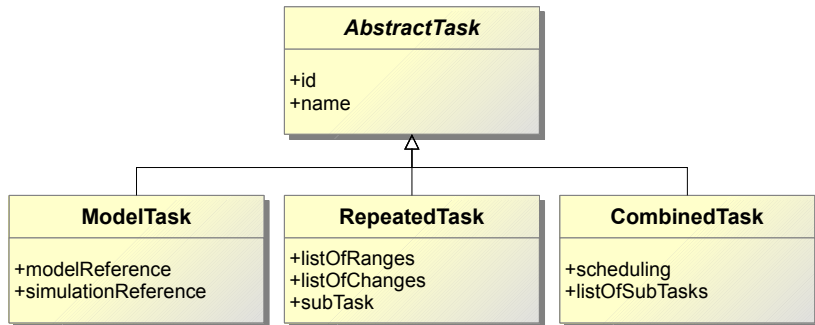 AbstractTask
+id
+name
ModelTask
+modelReference
+simulationReference
RepeatedTask
+listOfRanges
+listOfChanges
+subTask
CombinedTask
+scheduling
+listOfSubTasks